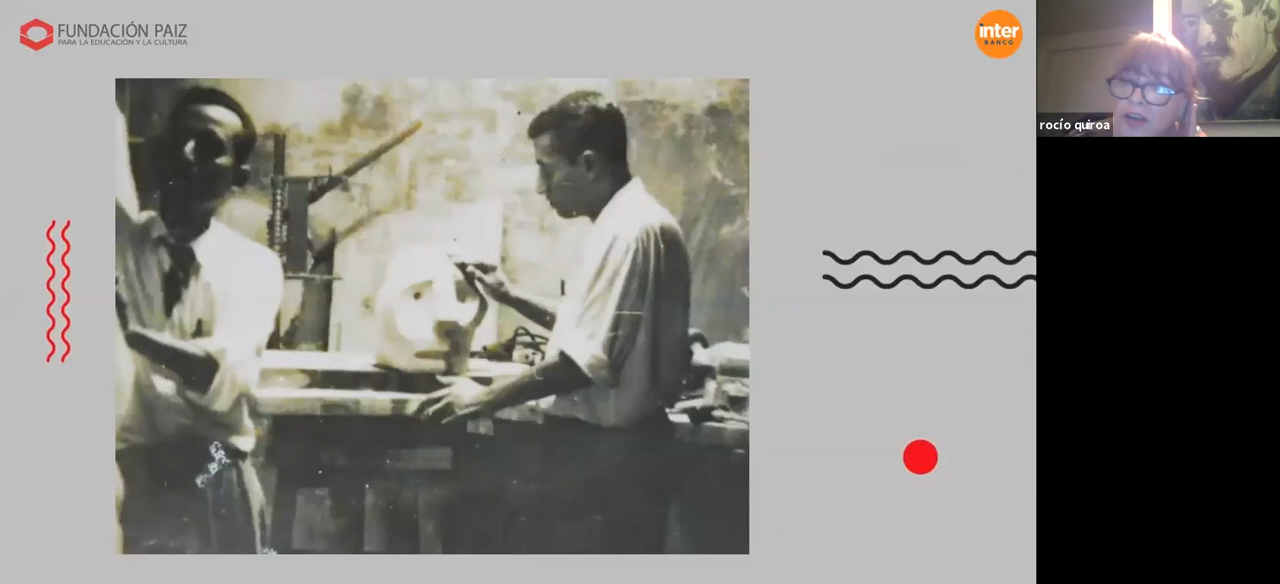 FUNDACIÓN PAIZ
PARA LA EDUCACIÓN Y LA CULTURA
inter
BANCO
rocío quiroa